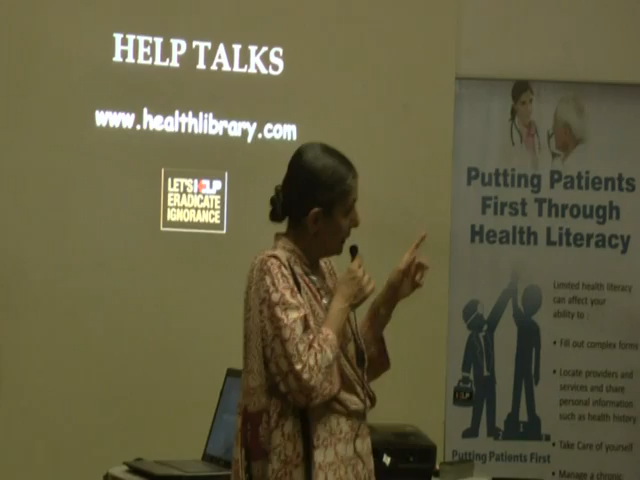 HELP TALKS
www.healthlibrary.com
LET'S HELP
ERADICATE
IGNORANCE
Putting Patients
First Through
Health Literacy
Limited health literacy
can affect your
ability to
• Fill out complex forms
• Locate providers and
services and share
personal information
such as health history
• Take Care of yourself
• Manage a chronic
HELP
Putting Patients First